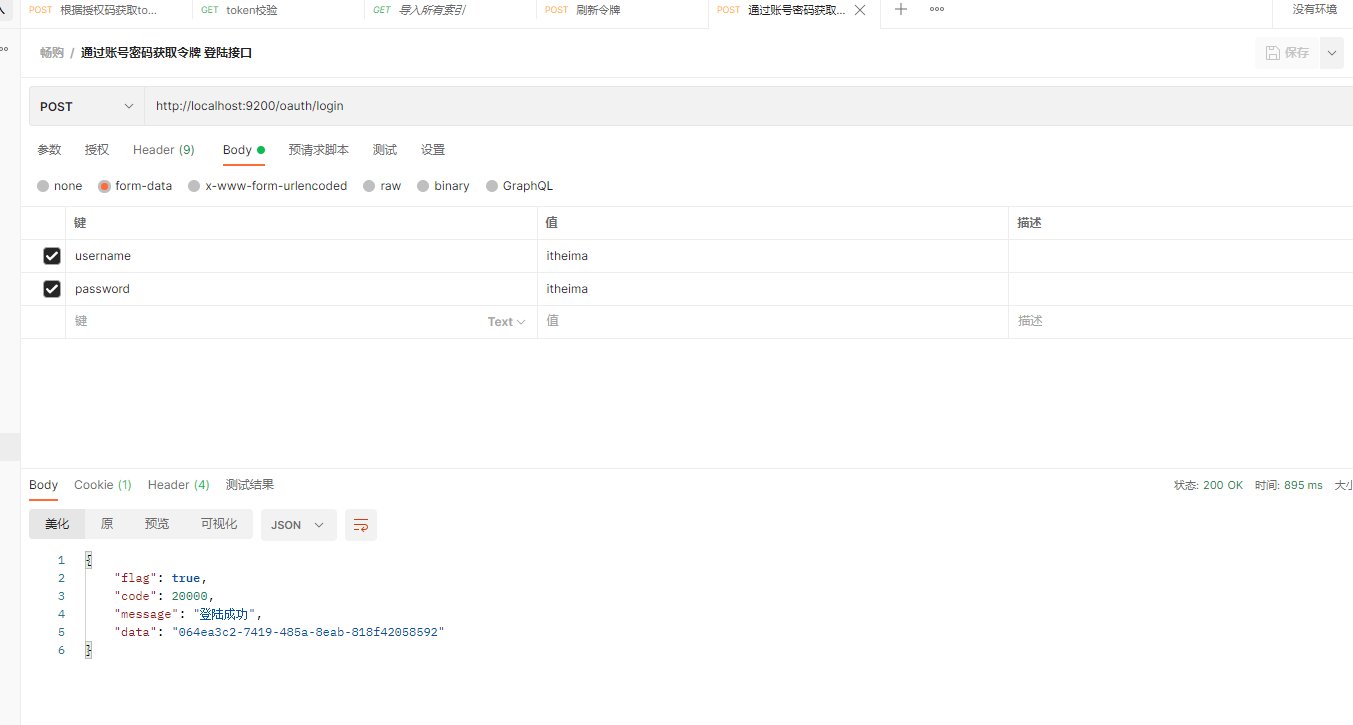 POST 根据授权码获取to... GET token校验 GET 导入所有索引 POST 刷新令牌 POST 通过账号密码获取... 没有环境
畅购 / 通过账号密码获取令牌 登陆接口 保存
POST http://localhost:9200/oauth/login
参数 授权 Header (9) Body 预请求脚本 测试 设置
none form-data x-www-form-urlencoded raw binary GraphQL
键 值 描述
username itheima
password itheima
键 Text 值 描述
Body Cookie (1) Header (4) 测试结果 状态: 200 OK 时间: 895 ms 大小
美化 原 预览 可视化 JSON
1 {
2 "flag": true,
3 "code": 20000,
4 "message": "登陆成功",
5 "data": "064ea3c2-7419-485a-8eab-818f42058592"
6 }